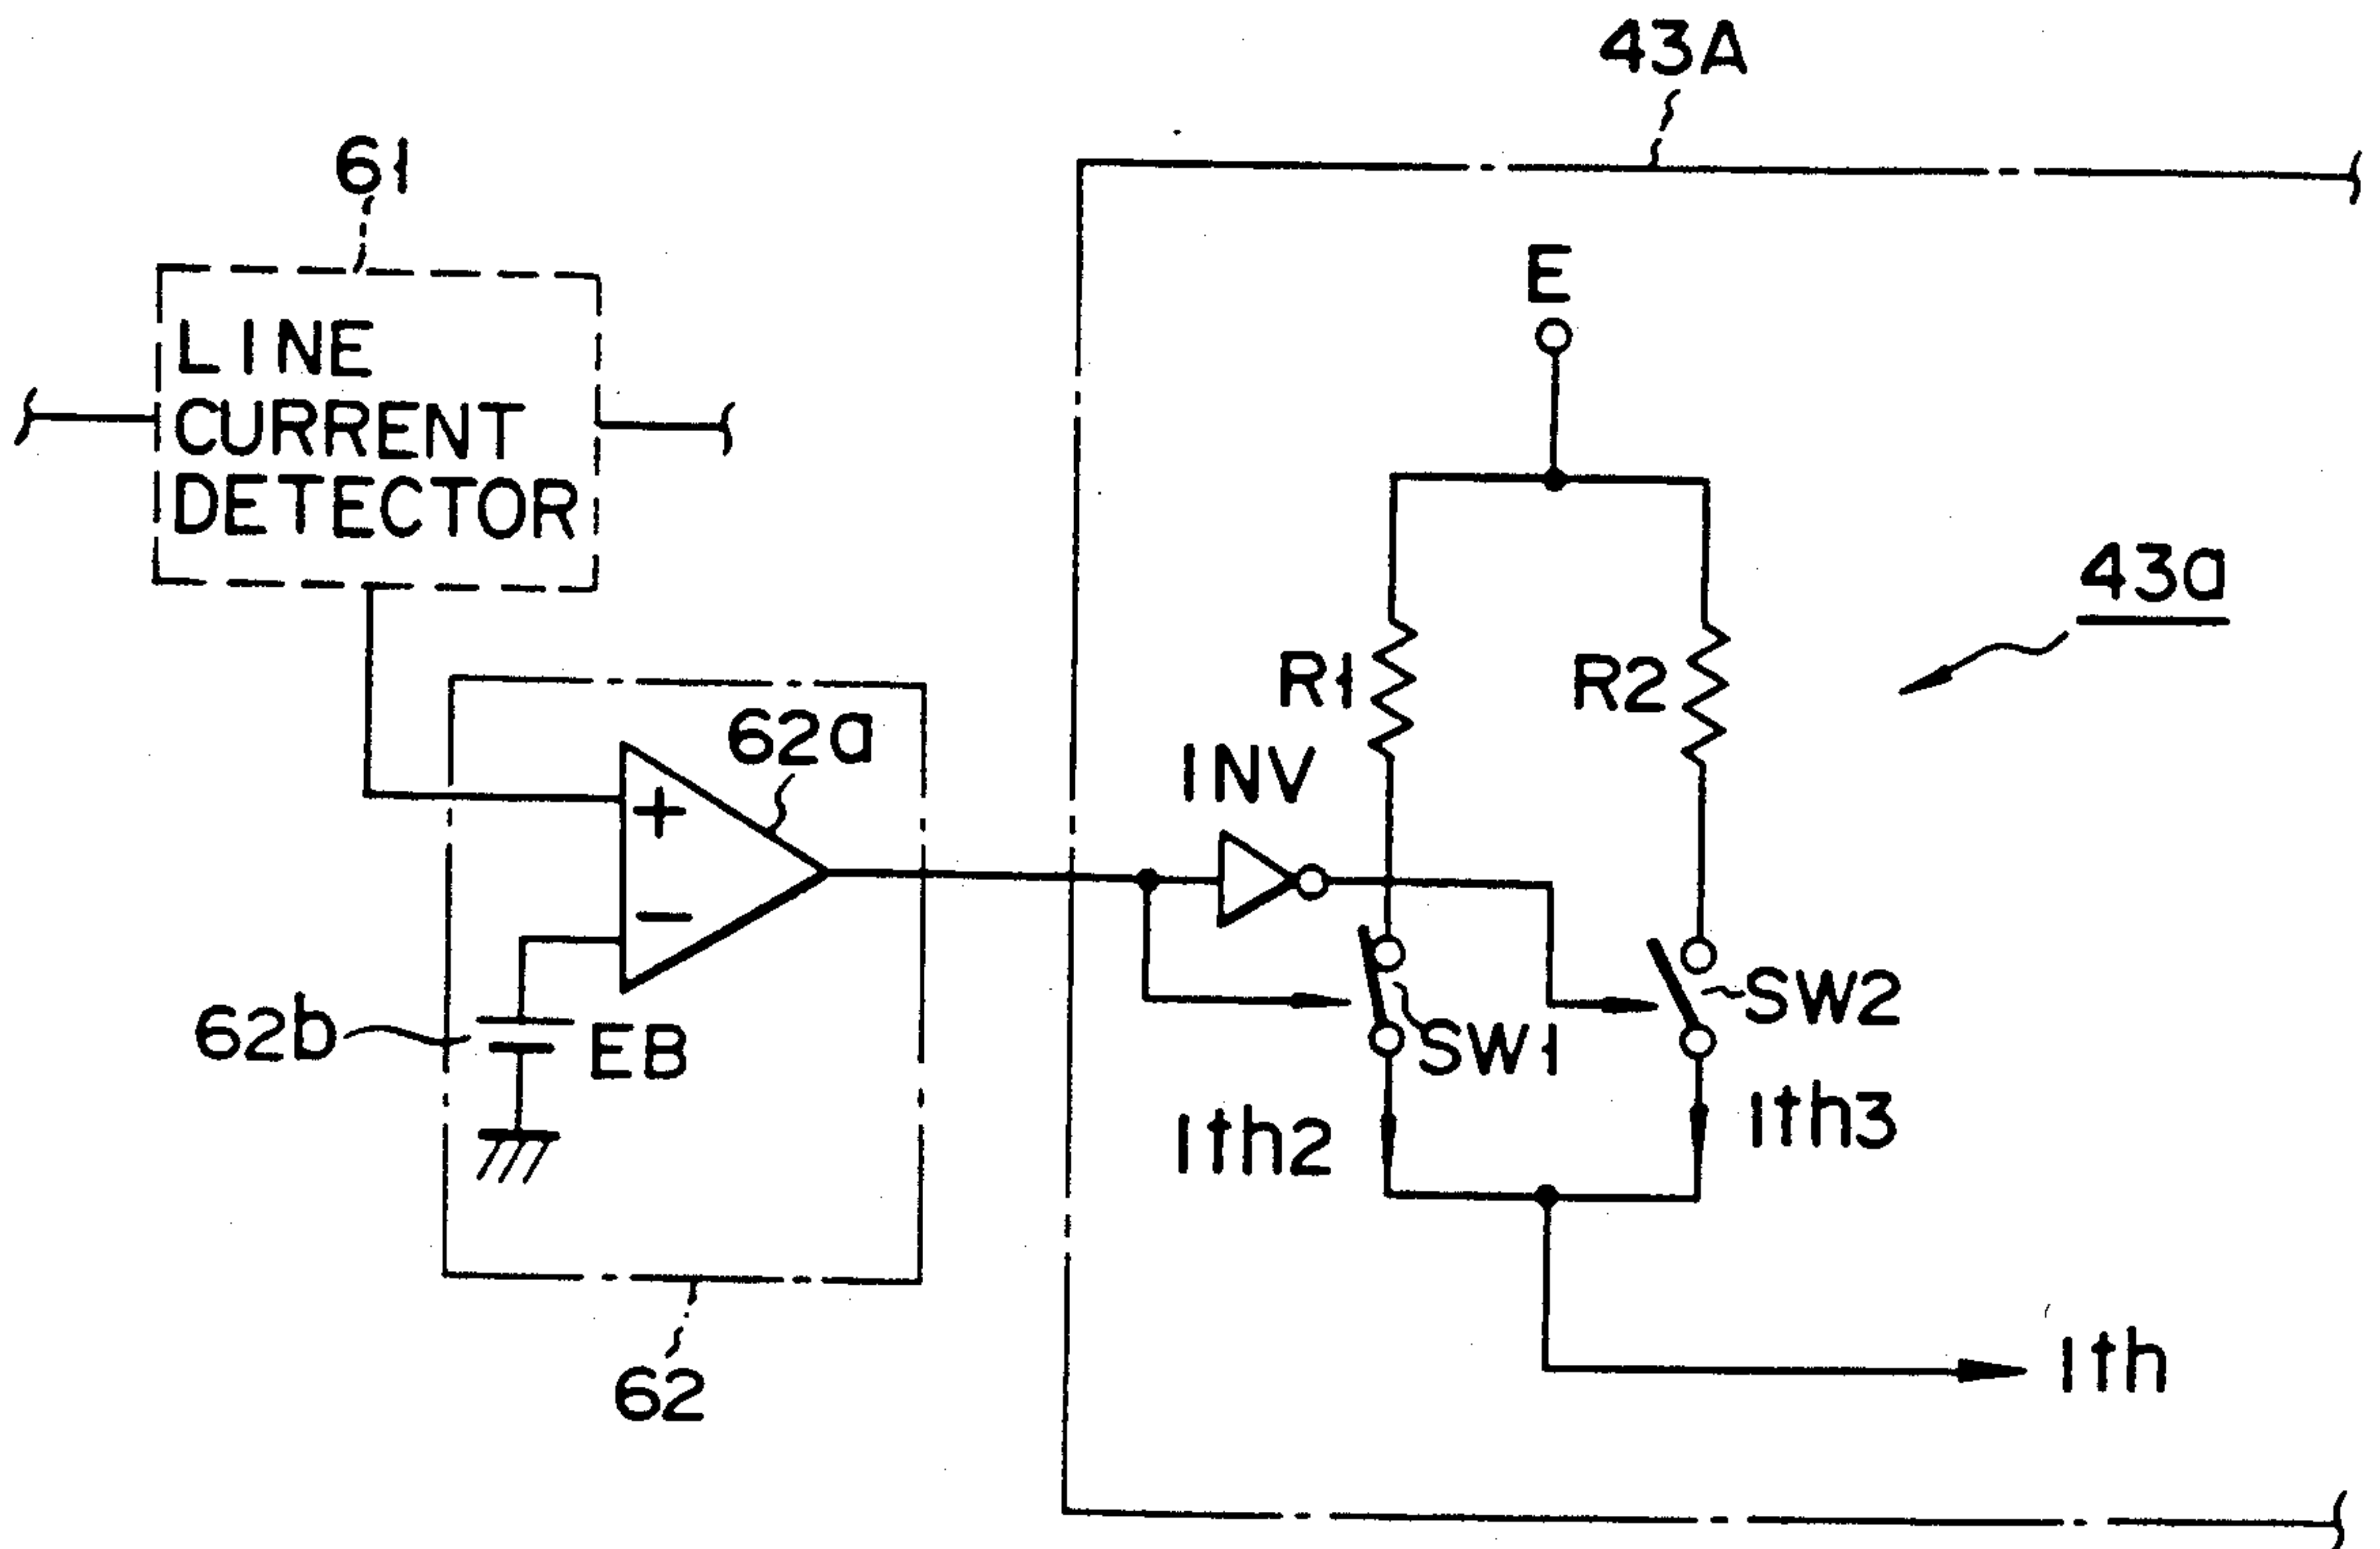 43A
61
E
LINE
CURRENT
DETECTOR
43a
R1
R2
62a
INV
+
−
SW2
62b
EB
SW1
Ith2
Ith3
Ith
62